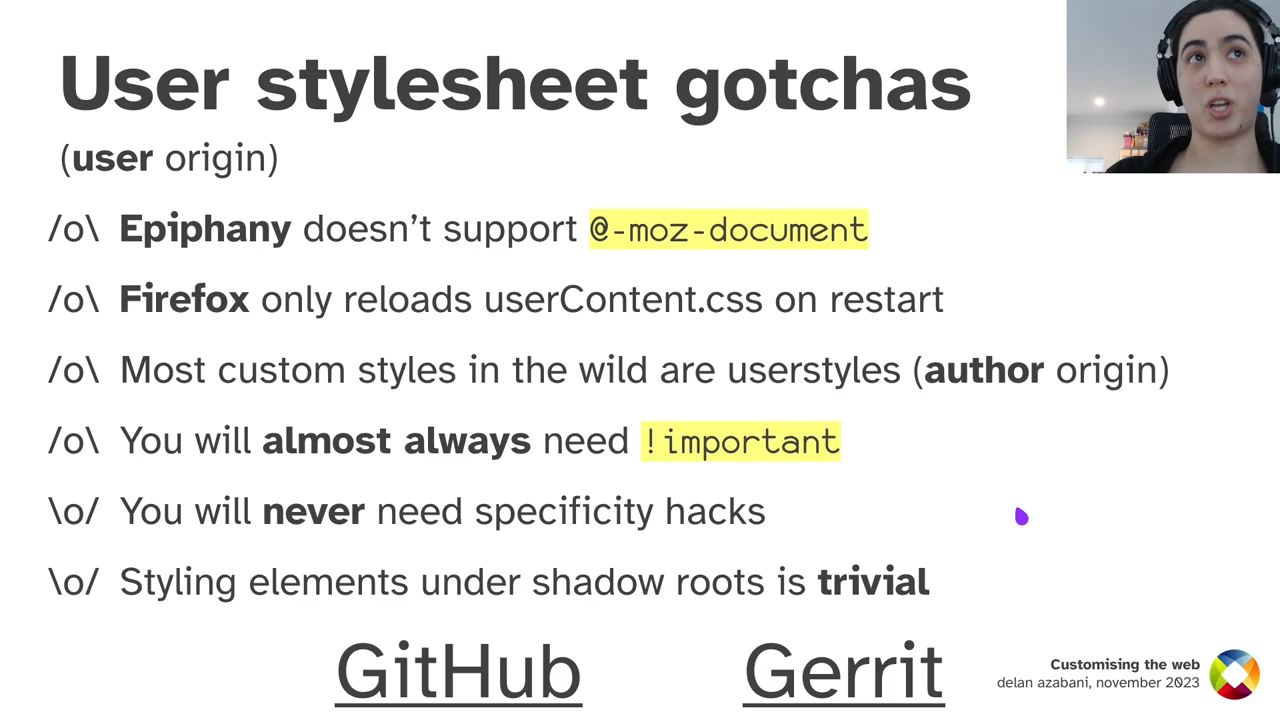 User stylesheet gotchas
(user origin)
/o\ Epiphany doesn’t support @-moz-document
/o\ Firefox only reloads userContent.css on restart
/o\ Most custom styles in the wild are userstyles (author origin)
/o\ You will almost always need !important
\o/ You will never need specificity hacks
\o/ Styling elements under shadow roots is trivial
GitHub Gerrit
Customising the web
delan azabani, november 2023